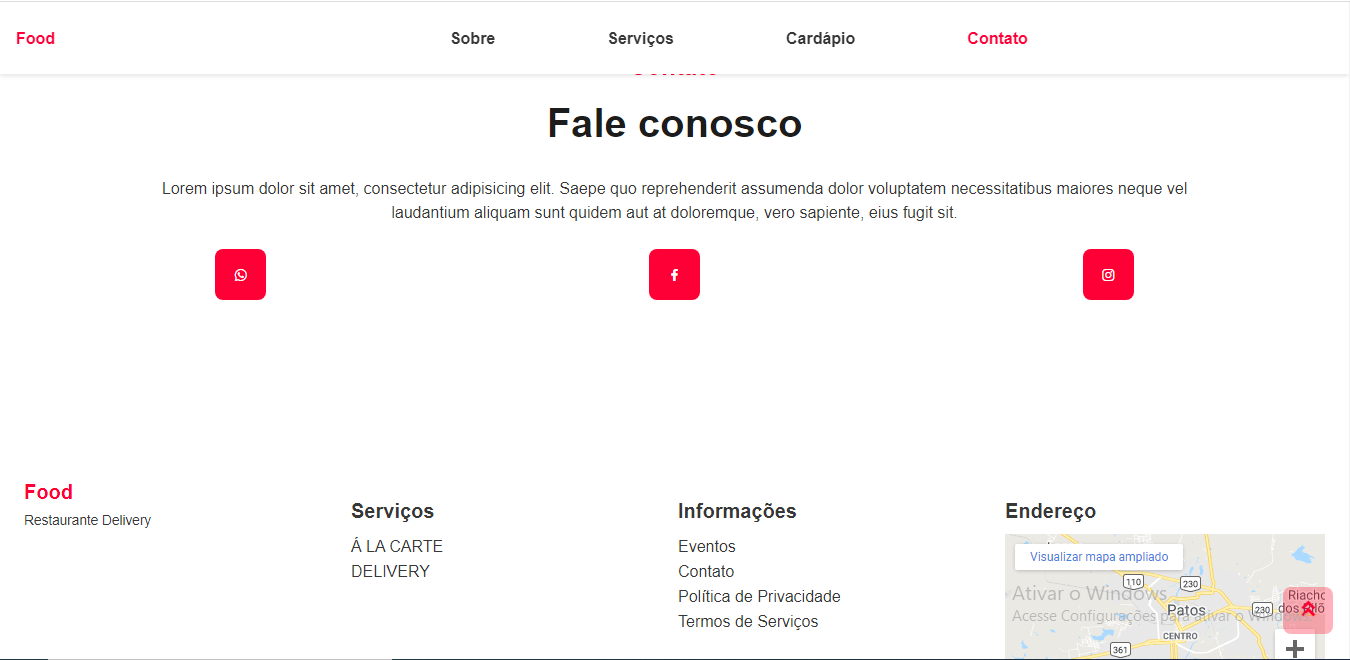 Food
Sobre
Serviços
Cardápio
Contato
Contato
Fale conosco
Lorem ipsum dolor sit amet, consectetur adipisicing elit. Saepe quo reprehenderit assumenda dolor voluptatem necessitatibus maiores neque vel
laudantium aliquam sunt quidem aut at doloremque, vero sapiente, eius fugit sit.
Food
Restaurante Delivery
Serviços
Á LA CARTE
DELIVERY
Informações
Eventos
Contato
Política de Privacidade
Termos de Serviços
Endereço
Visualizar mapa ampliado
110
230
Ativar o Windows
Acesse Configurações para ativar o Windows.
Patos
230
Riacho
dos
CENTRO
361